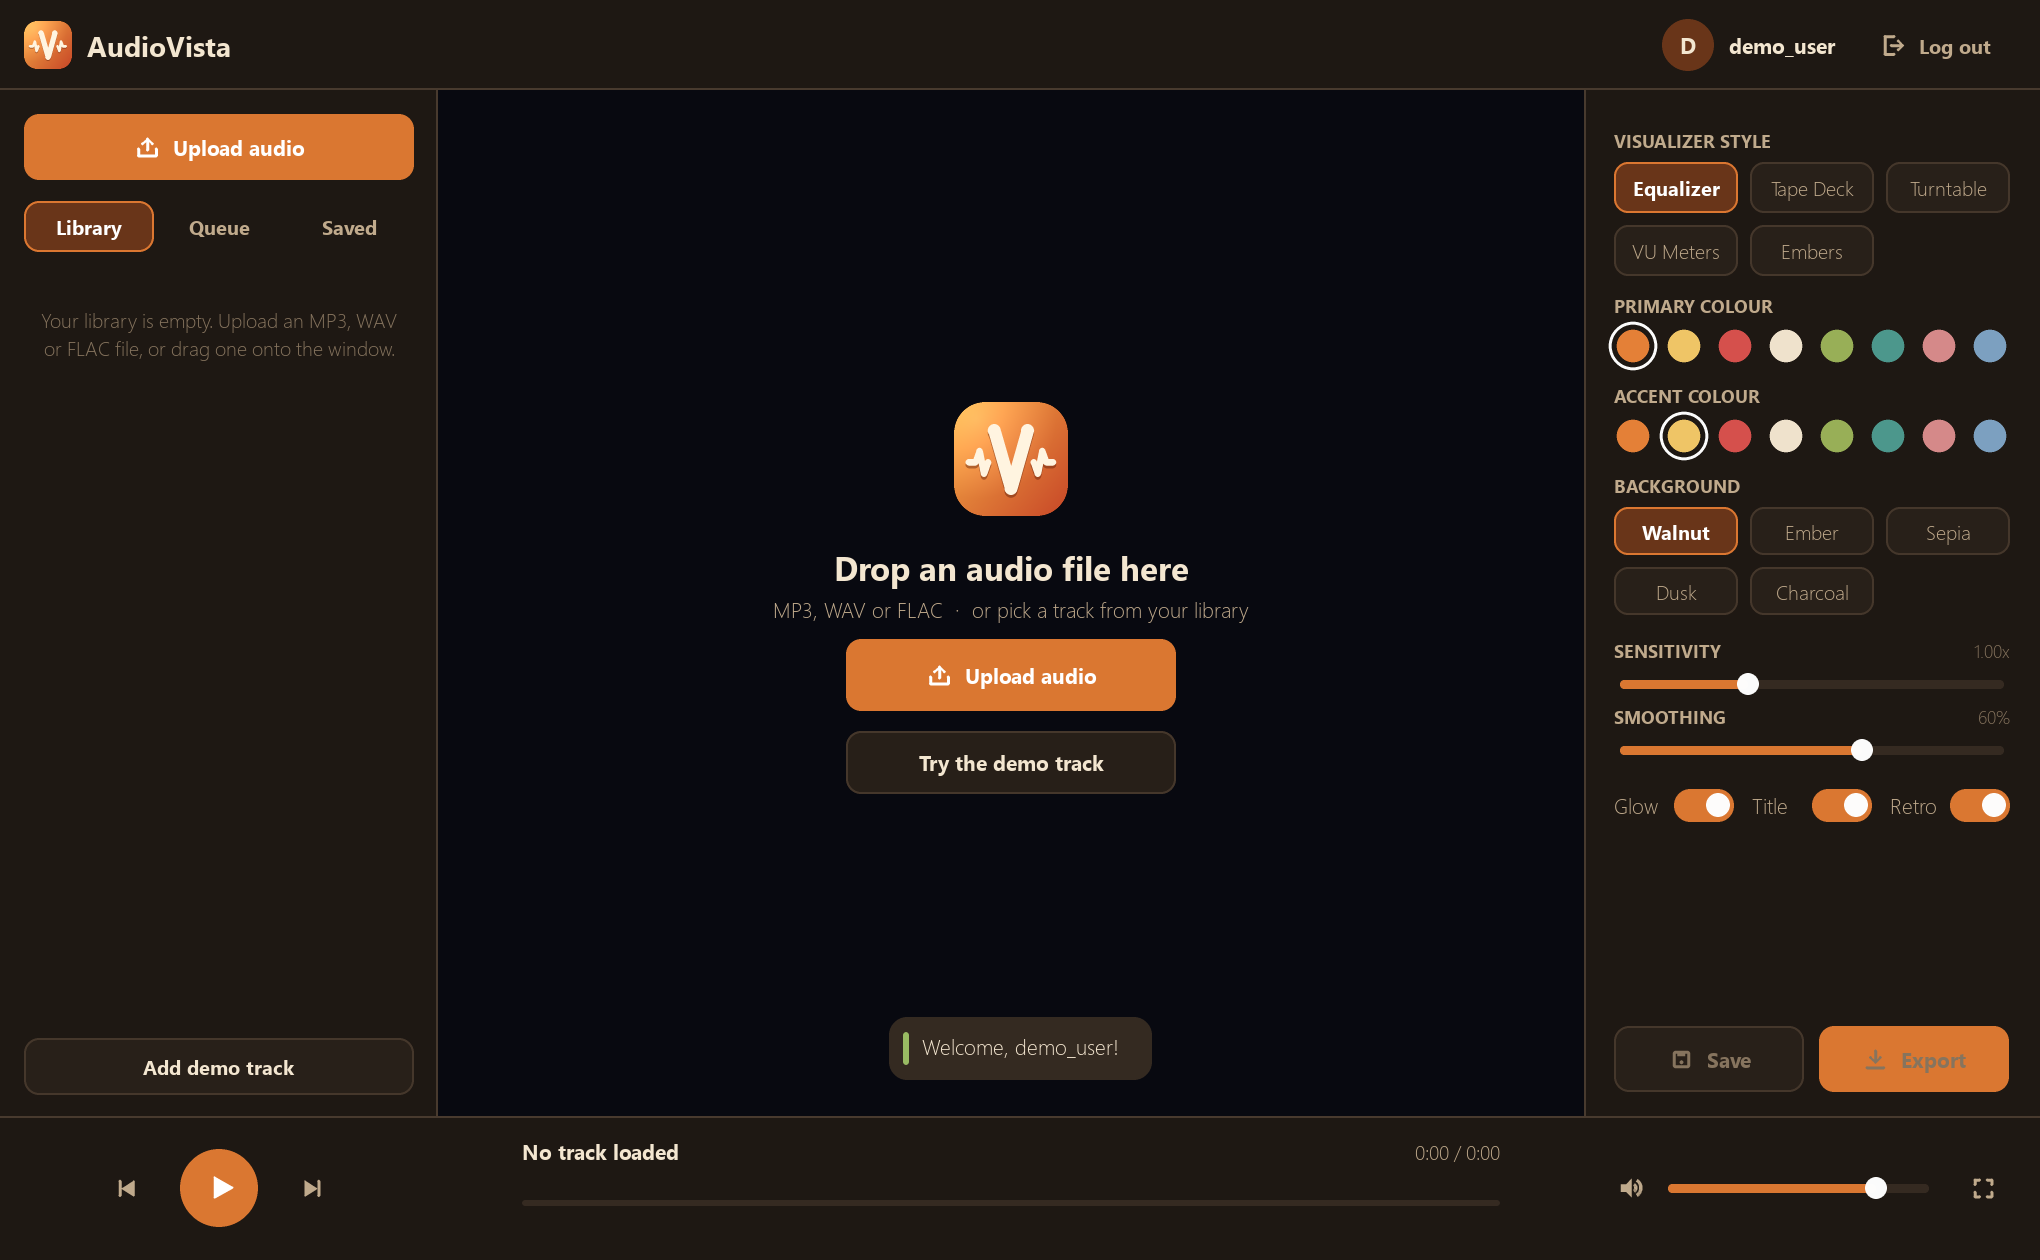 AudioVista
D
demo_user
Log out
Upload audio
Library
Queue
Saved
Your library is empty. Upload an MP3, WAV
or FLAC file, or drag one onto the window.
Add demo track
V
Drop an audio file here
MP3, WAV or FLAC · or pick a track from your library
Upload audio
Try the demo track
Welcome, demo_user!
VISUALIZER STYLE
Equalizer
Tape Deck
Turntable
VU Meters
Embers
PRIMARY COLOUR
ACCENT COLOUR
BACKGROUND
Walnut
Ember
Sepia
Dusk
Charcoal
SENSITIVITY
1.00x
SMOOTHING
60%
Glow
Title
Retro
Save
Export
No track loaded
0:00 / 0:00